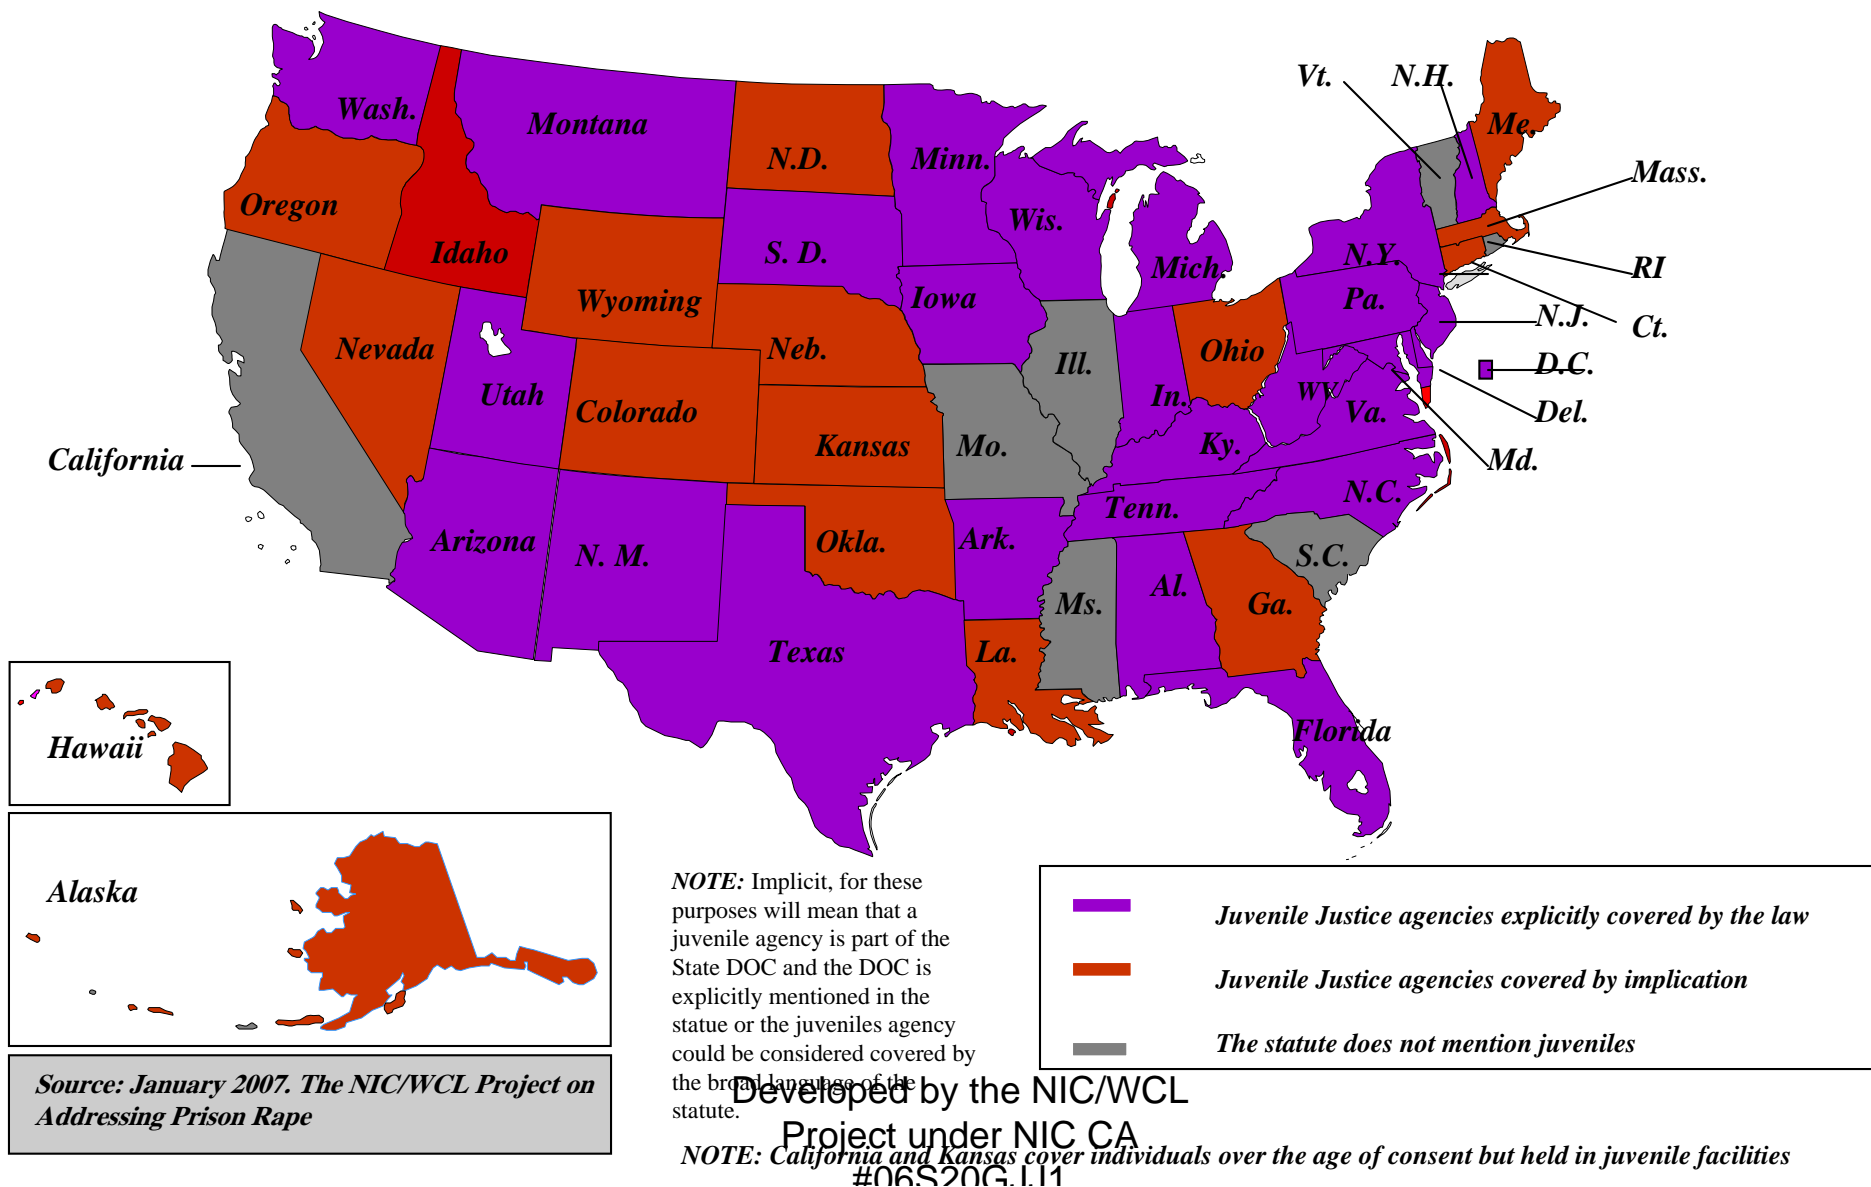 Vt.
N.H.
Me.
Wash.
Montana
N.D.
Minn.
Mass.
Oregon
Idaho
S. D.
Wis.
Mich.
N.Y.
RI
Wyoming
Iowa
Pa.
N.J.
Ct.
Nevada
Neb.
Ill.
Ohio
D.C.
Utah
Colorado
In.
WV
Va.
Del.
California
Kansas
Mo.
Ky.
Md.
N.C.
Tenn.
Arizona
N. M.
Okla.
Ark.
S.C.
Ms.
Al.
Ga.
Texas
La.
Florida
Hawaii
Alaska
NOTE: Implicit, for these
purposes will mean that a
juvenile agency is part of the
State DOC and the DOC is
explicitly mentioned in the
statue or the juveniles agency
could be considered covered by
the broad language of the
statute.
Juvenile Justice agencies explicitly covered by the law
Juvenile Justice agencies covered by implication
The statute does not mention juveniles
Source: January 2007. The NIC/WCL Project on
Addressing Prison Rape
Developed by the NIC/WCL
Project under NIC CA
#06S20GJJ1
NOTE: California and Kansas cover individuals over the age of consent but held in juvenile facilities